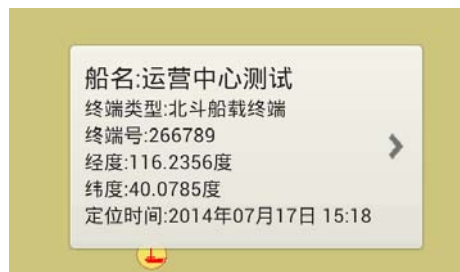 船名:运营中心测试
终端类型:北斗船载终端
终端号:266789
经度:116.2356度
纬度:40.0785度
定位时间:2014年07月17日 15:18